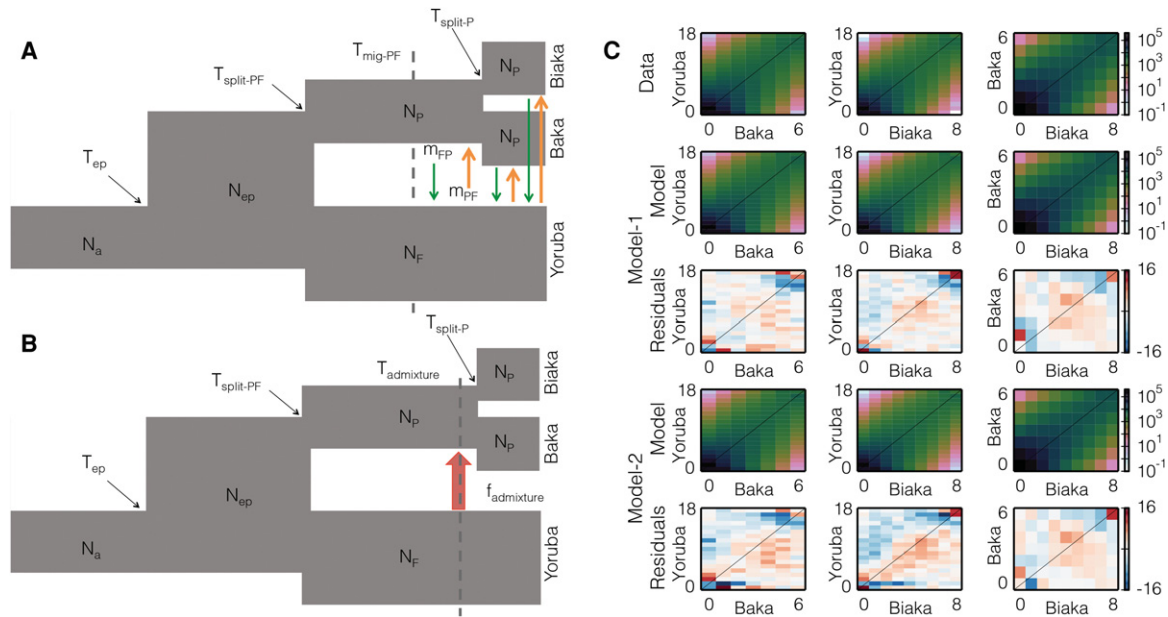 A
T_split-P
T_mig-PF
T_split-PF
N_P
Biaka
N_P
N_P
Baka
T_ep
m_FP
N_ep
m_PF
N_a
N_F
Yoruba
B
T_split-P
T_admixture
T_split-PF
N_P
Biaka
N_P
N_P
Baka
T_ep
N_ep
f_admixture
N_a
N_F
Yoruba
C
Data
Yoruba
18
0
0 Baka 6
Yoruba
18
0
0 Biaka 8
Baka
6
0
0 Biaka 8
10^5
10^3
10^1
10^-1
Model-1
Model
Yoruba
18
0
0 Baka 6
Yoruba
18
0
0 Biaka 8
Baka
6
0
0 Biaka 8
10^5
10^3
10^1
10^-1
Residuals
Yoruba
18
0
0 Baka 6
Yoruba
18
0
0 Biaka 8
Baka
6
0
0 Biaka 8
16
-16
Model-2
Model
Yoruba
18
0
0 Baka 6
Yoruba
18
0
0 Biaka 8
Baka
6
0
0 Biaka 8
10^5
10^3
10^1
10^-1
Residuals
Yoruba
18
0
0 Baka 6
Yoruba
18
0
0 Biaka 8
Baka
6
0
0 Biaka 8
16
-16